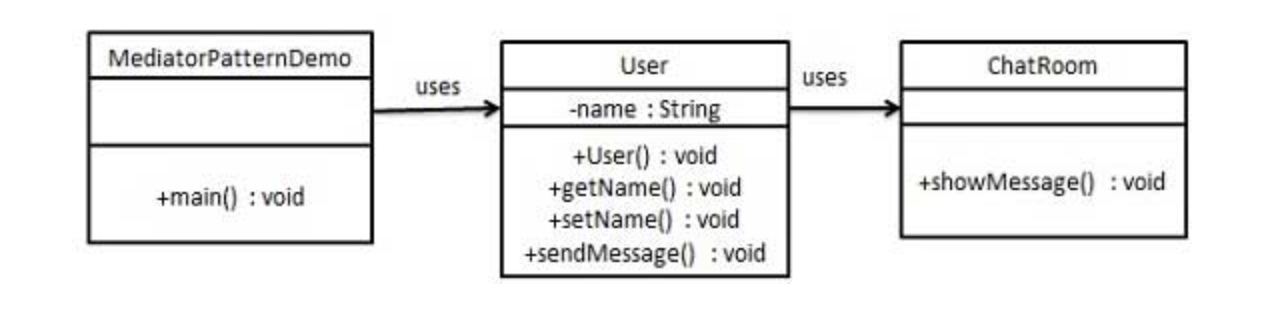 MediatorPatternDemo
+main() : void
uses
User
-name : String
+User() : void
+getName() : void
+setName() : void
+sendMessage() : void
uses
ChatRoom
+showMessage() : void